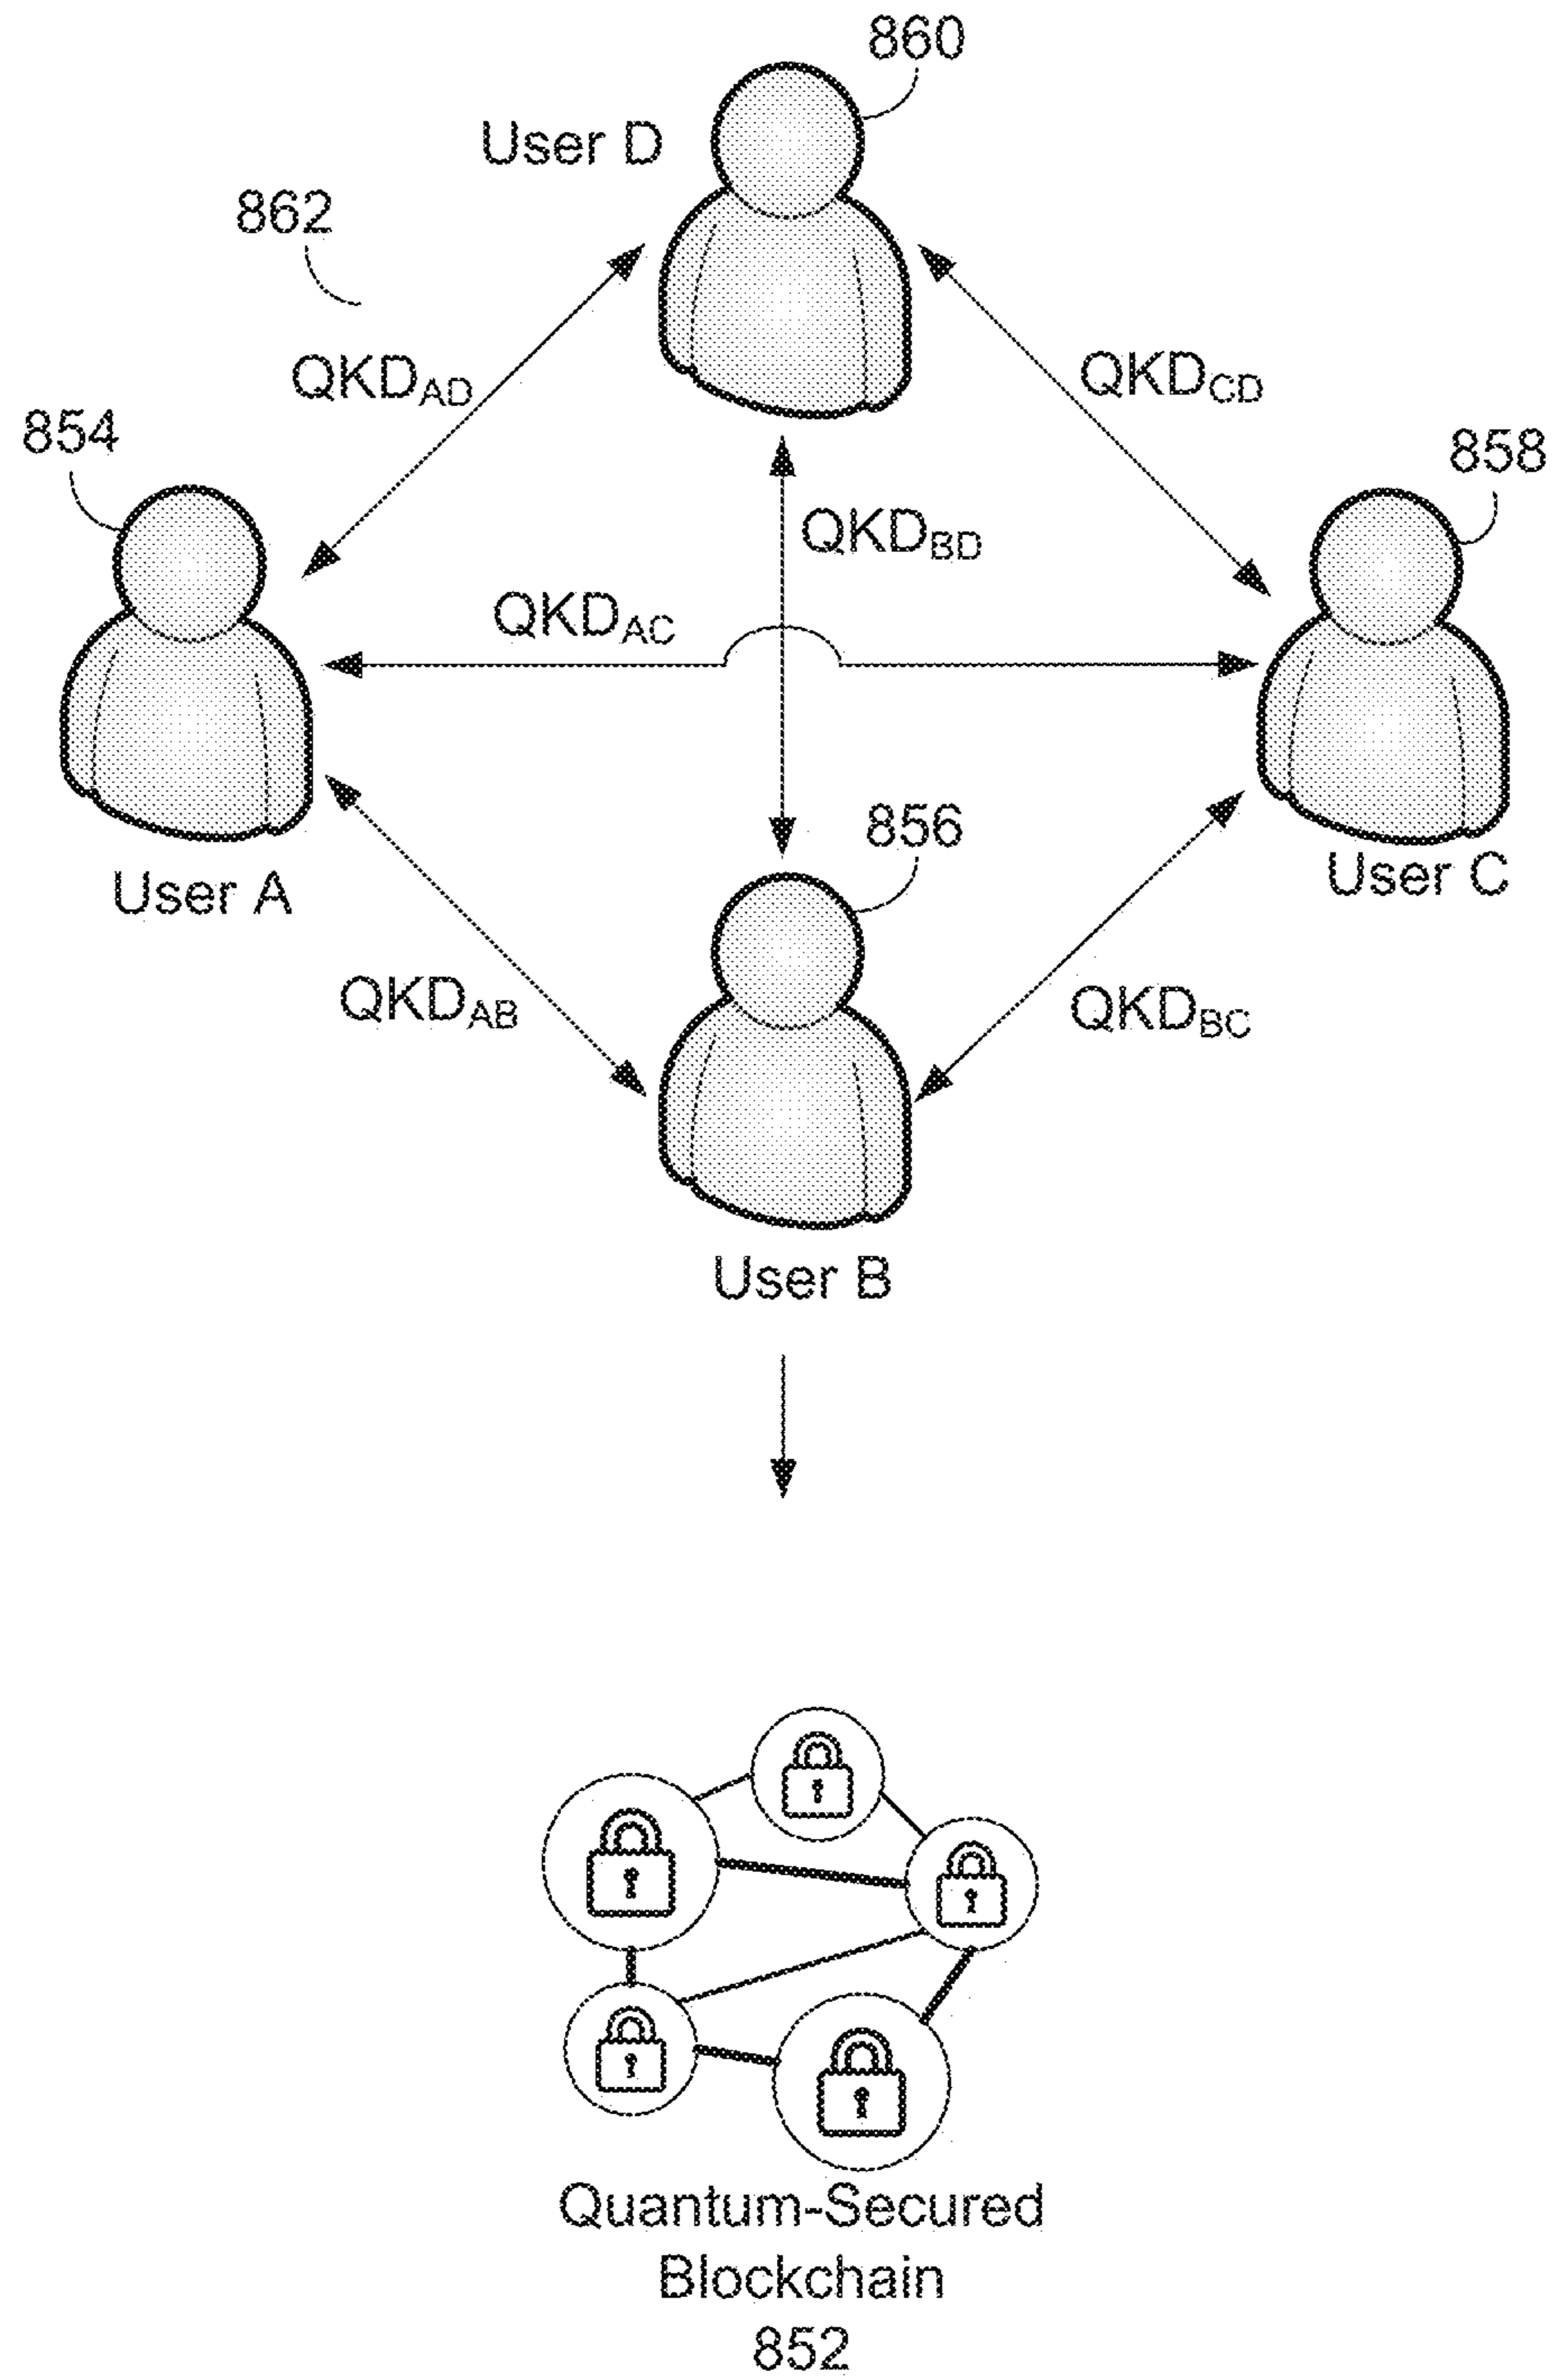 860
User D
862
QKDAD
QKDCD
854
858
QKDBD
QKDAC
856
User A
User C
QKDAB
QKDBC
User B
Quantum-Secured
Blockchain
852